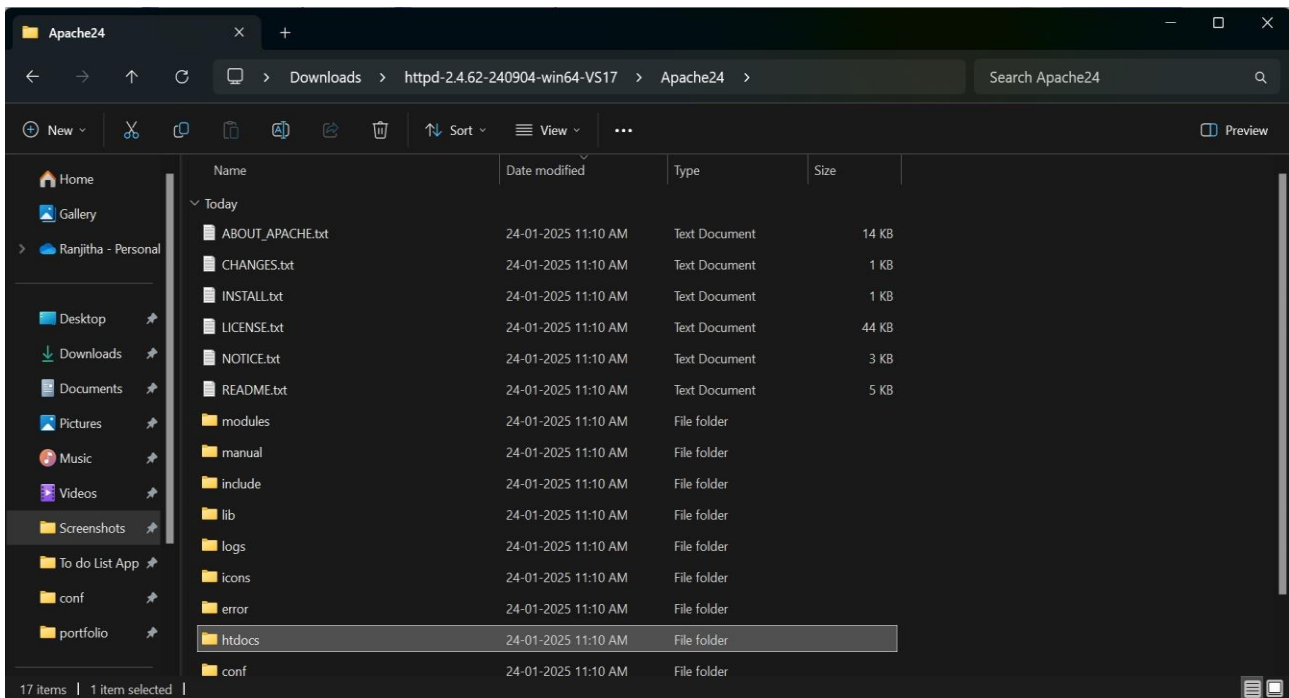 Apache24
Downloads > httpd-2.4.62-240904-win64-VS17 > Apache24 >
Search Apache24
New
Sort
View
Preview
Home
Gallery
Ranjitha - Personal
Desktop
Downloads
Documents
Pictures
Music
Videos
Screenshots
To do List App
conf
portfolio
Name Date modified Type Size
Today
ABOUT_APACHE.txt 24-01-2025 11:10 AM Text Document 14 KB
CHANGES.txt 24-01-2025 11:10 AM Text Document 1 KB
INSTALL.txt 24-01-2025 11:10 AM Text Document 1 KB
LICENSE.txt 24-01-2025 11:10 AM Text Document 44 KB
NOTICE.txt 24-01-2025 11:10 AM Text Document 3 KB
README.txt 24-01-2025 11:10 AM Text Document 5 KB
modules 24-01-2025 11:10 AM File folder
manual 24-01-2025 11:10 AM File folder
include 24-01-2025 11:10 AM File folder
lib 24-01-2025 11:10 AM File folder
logs 24-01-2025 11:10 AM File folder
icons 24-01-2025 11:10 AM File folder
error 24-01-2025 11:10 AM File folder
htdocs 24-01-2025 11:10 AM File folder
conf 24-01-2025 11:10 AM File folder
17 items | 1 item selected |